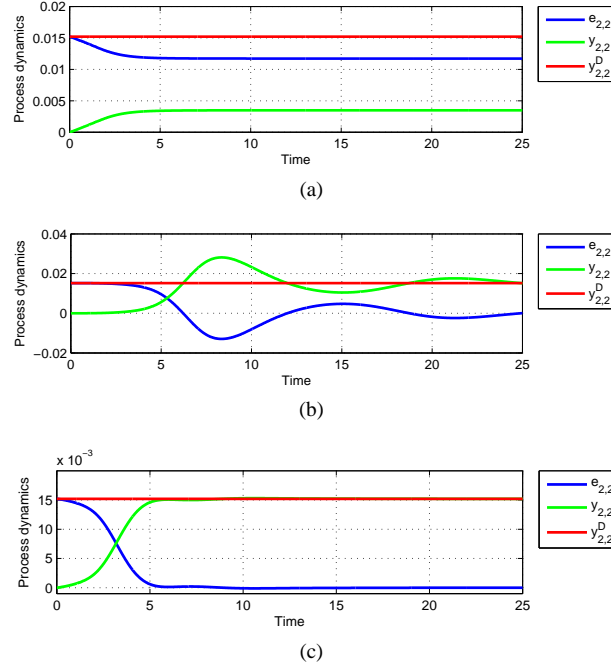 0.02
0.015
0.01
0.005
0
Process dynamics
0 5 10 15 20 25
Time
e2,2
y2,2
yD2,2
(a)
0.04
0.02
0
−0.02
Process dynamics
0 5 10 15 20 25
Time
e2,2
y2,2
yD2,2
(b)
x 10−3
15
10
5
0
Process dynamics
0 5 10 15 20 25
Time
e2,2
y2,2
yD2,2
(c)